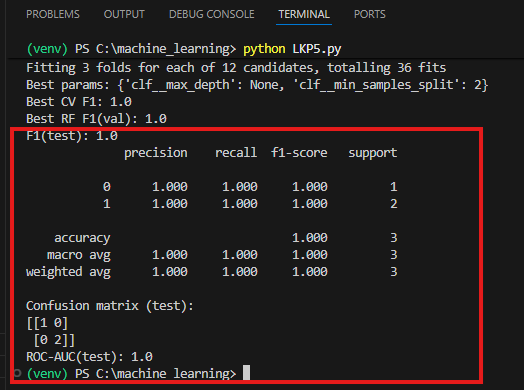 PROBLEMS OUTPUT DEBUG CONSOLE TERMINAL PORTS
(venv) PS C:\machine_learning> python LKP5.py
Fitting 3 folds for each of 12 candidates, totalling 36 fits
Best params: {'clf__max_depth': None, 'clf__min_samples_split': 2}
Best CV F1: 1.0
Best RF F1(val): 1.0
F1(test): 1.0
precision recall f1-score support
0 1.000 1.000 1.000 1
1 1.000 1.000 1.000 2
accuracy 1.000 3
macro avg 1.000 1.000 1.000 3
weighted avg 1.000 1.000 1.000 3
Confusion matrix (test):
[[1 0]
[0 2]]
ROC-AUC(test): 1.0
(venv) PS C:\machine_learning>